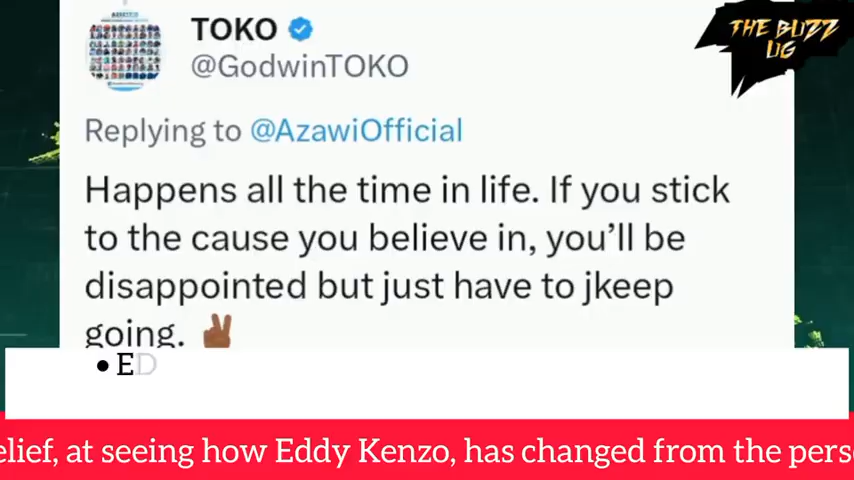 TOKO
@GodwinTOKO
THE BUZZ
UG
Replying to @AzawiOfficial
Happens all the time in life. If you stick
to the cause you believe in, you'll be
disappointed but just have to jkeep
going. ✌🏾
• ED
elief, at seeing how Eddy Kenzo, has changed from the pers